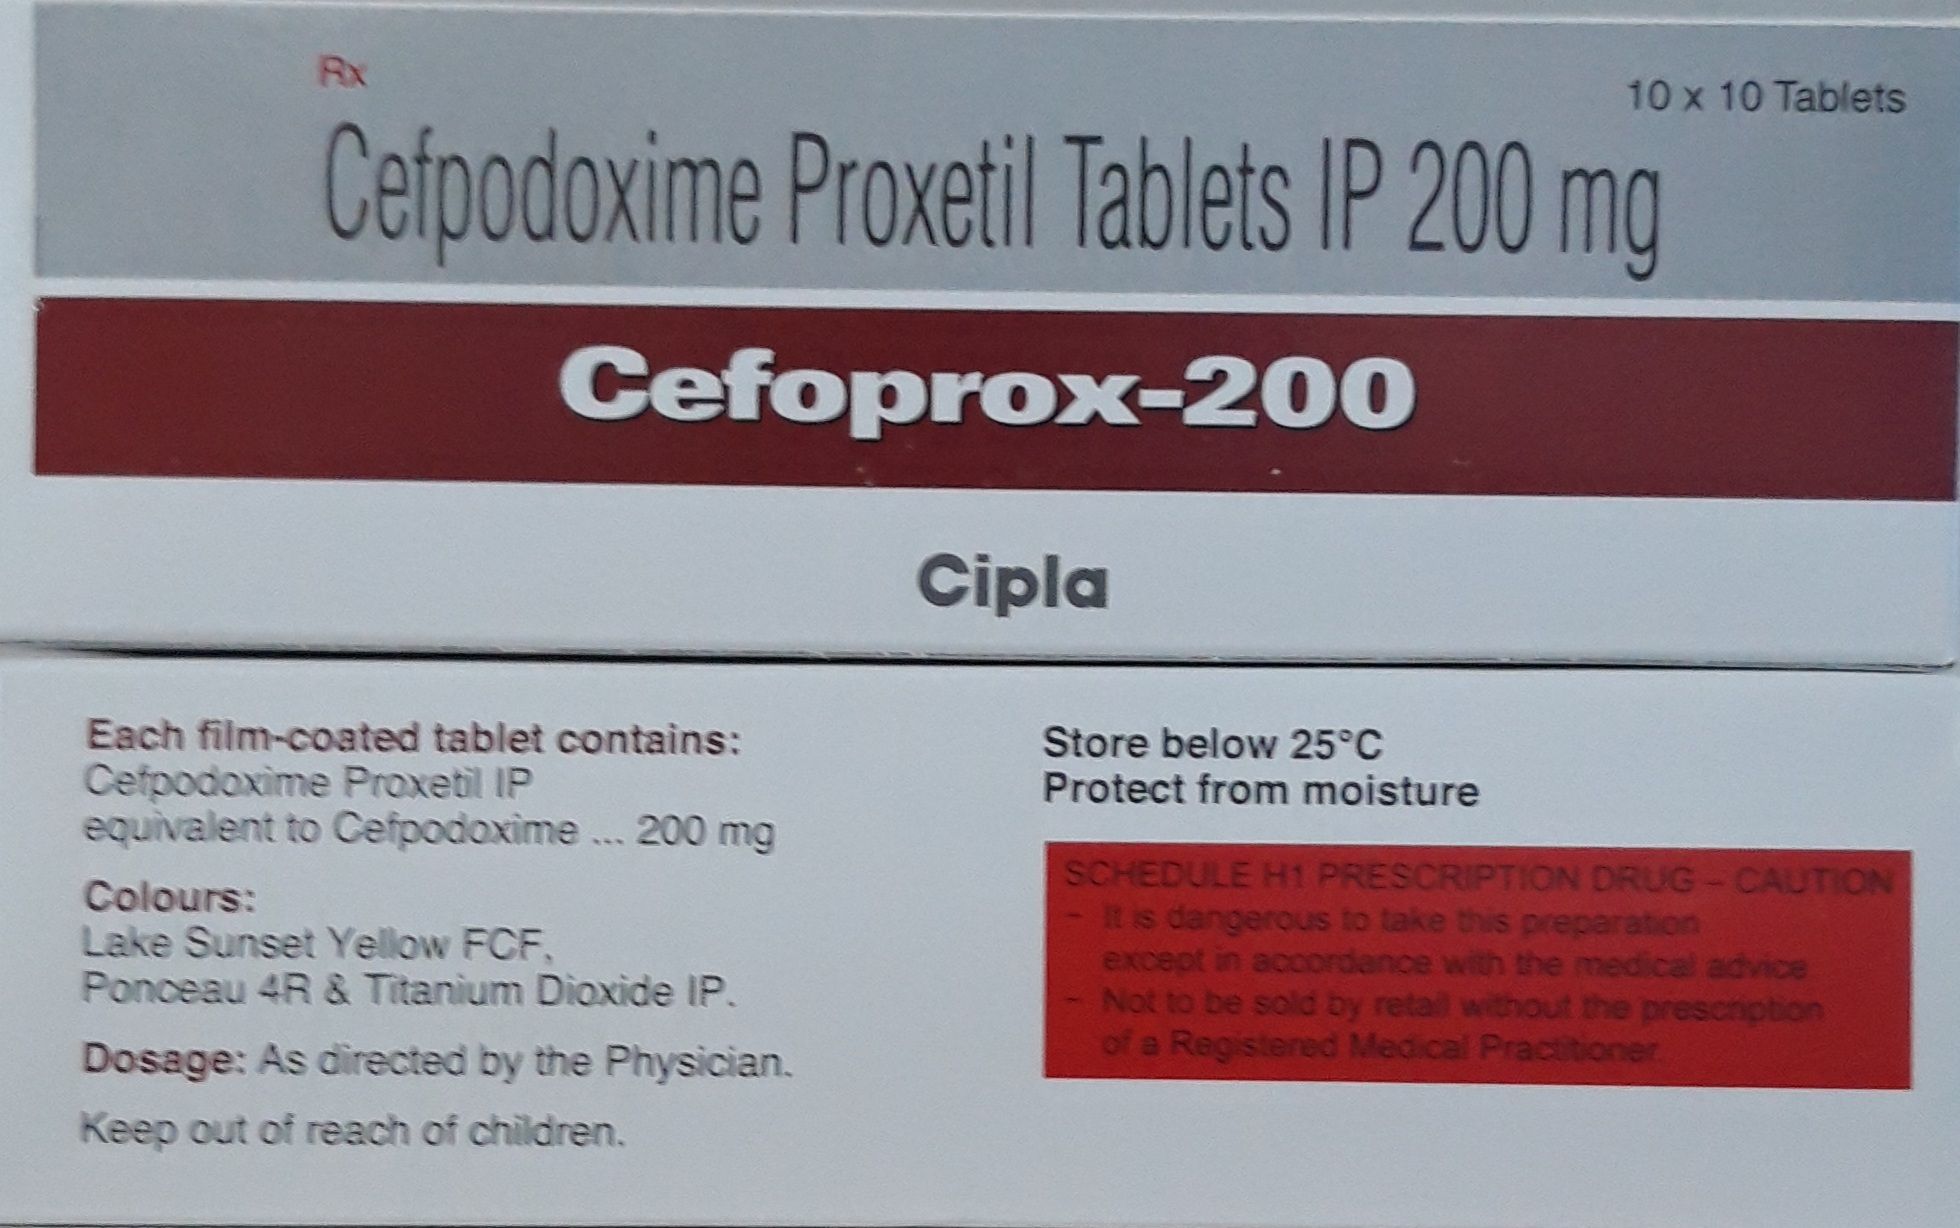 Rx
10 x 10 Tablets
Cefpodoxime Proxetil Tablets IP 200 mg
Cefoprox-200
Cipla
Each film-coated tablet contains:
Cefpodoxime Proxetil IP
equivalent to Cefpodoxime ... 200 mg
Colours:
Lake Sunset Yellow FCF,
Ponceau 4R & Titanium Dioxide IP.
Dosage: As directed by the Physician.
Keep out of reach of children.
Store below 25°C
Protect from moisture
SCHEDULE H1 PRESCRIPTION DRUG – CAUTION
- It is dangerous to take this preparation
except in accordance with the medical advice
- Not to be sold by retail without the prescription
of a Registered Medical Practitioner